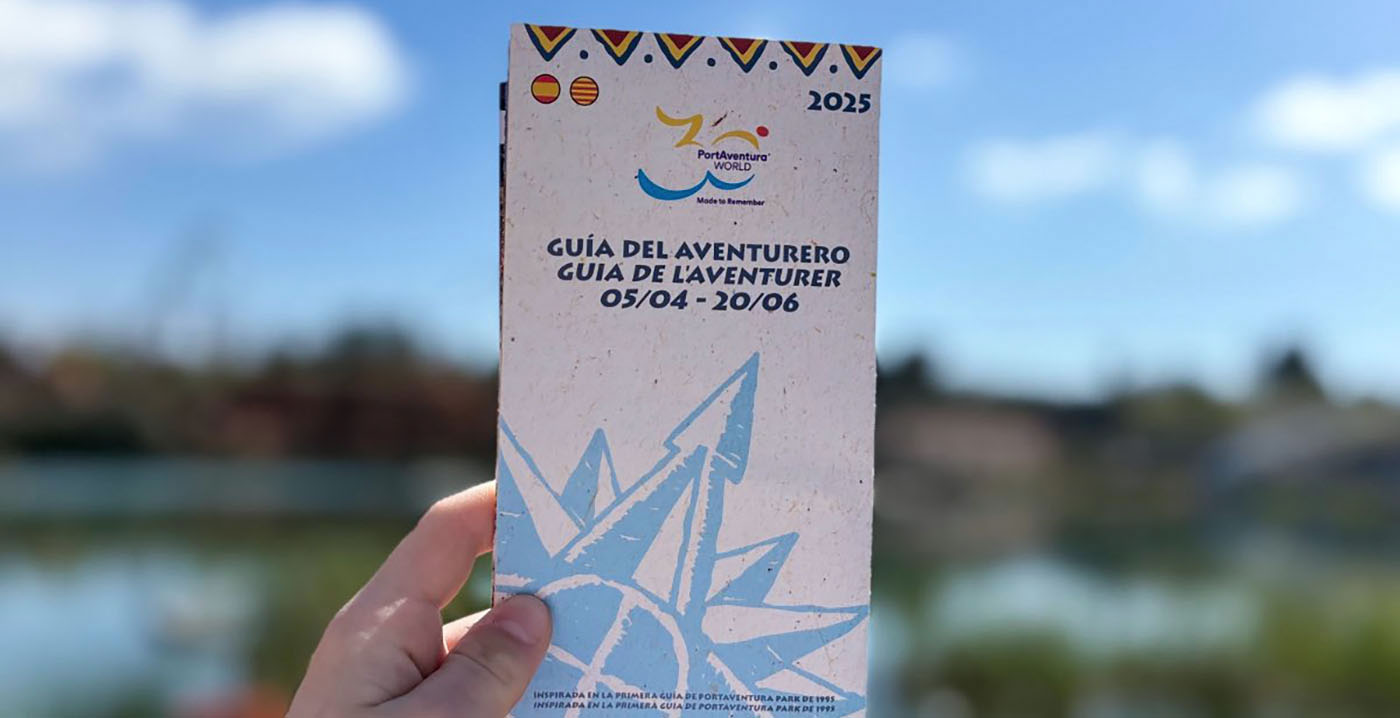 2025
30
PortAventura
WORLD
Made to Remember
GUÍA DEL AVENTURERO
GUIA DE L'AVENTURER
05/04 - 20/06
INSPIRADA EN LA PRIMERA GUÍA DE PORTAVENTURA PARK DE 1995
INSPIRADA EN LA PRIMERA GUIA DE PORTAVENTURA PARK DE 1995